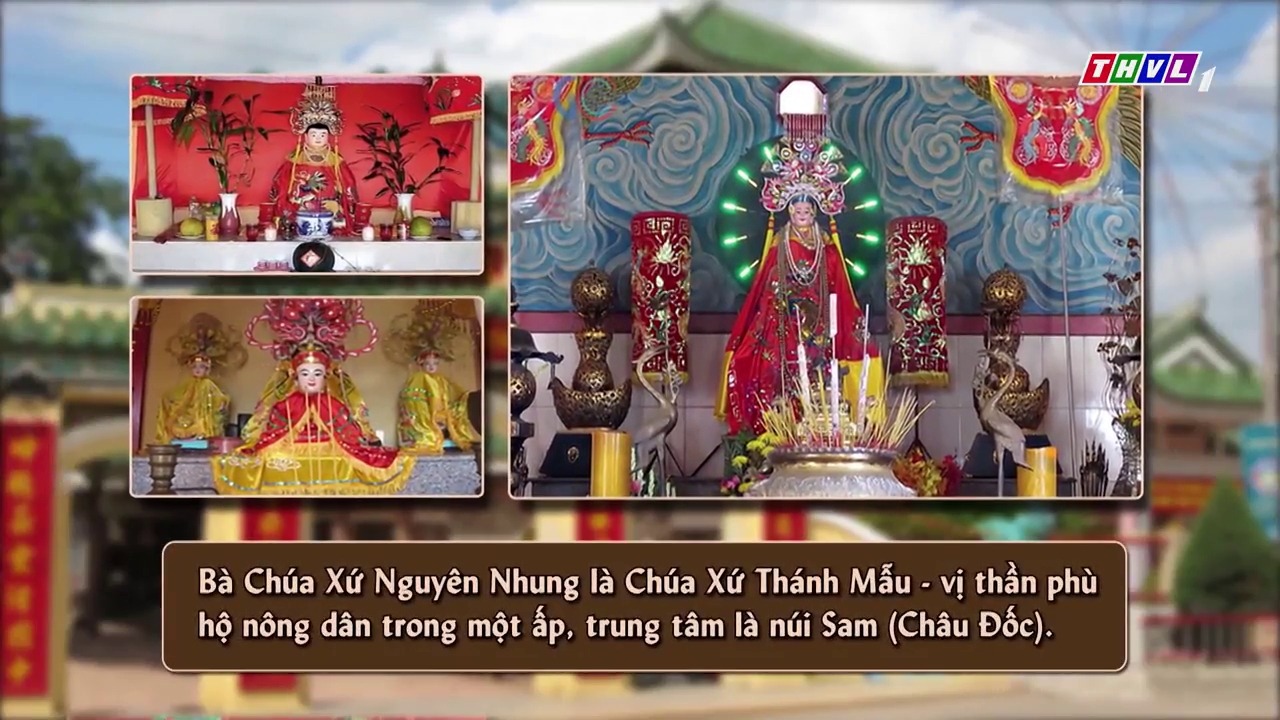 THVL1
Bà Chúa Xứ Nguyên Nhung là Chúa Xứ Thánh Mẫu - vị thần phù
hộ nông dân trong một ấp, trung tâm là núi Sam (Châu Đốc).